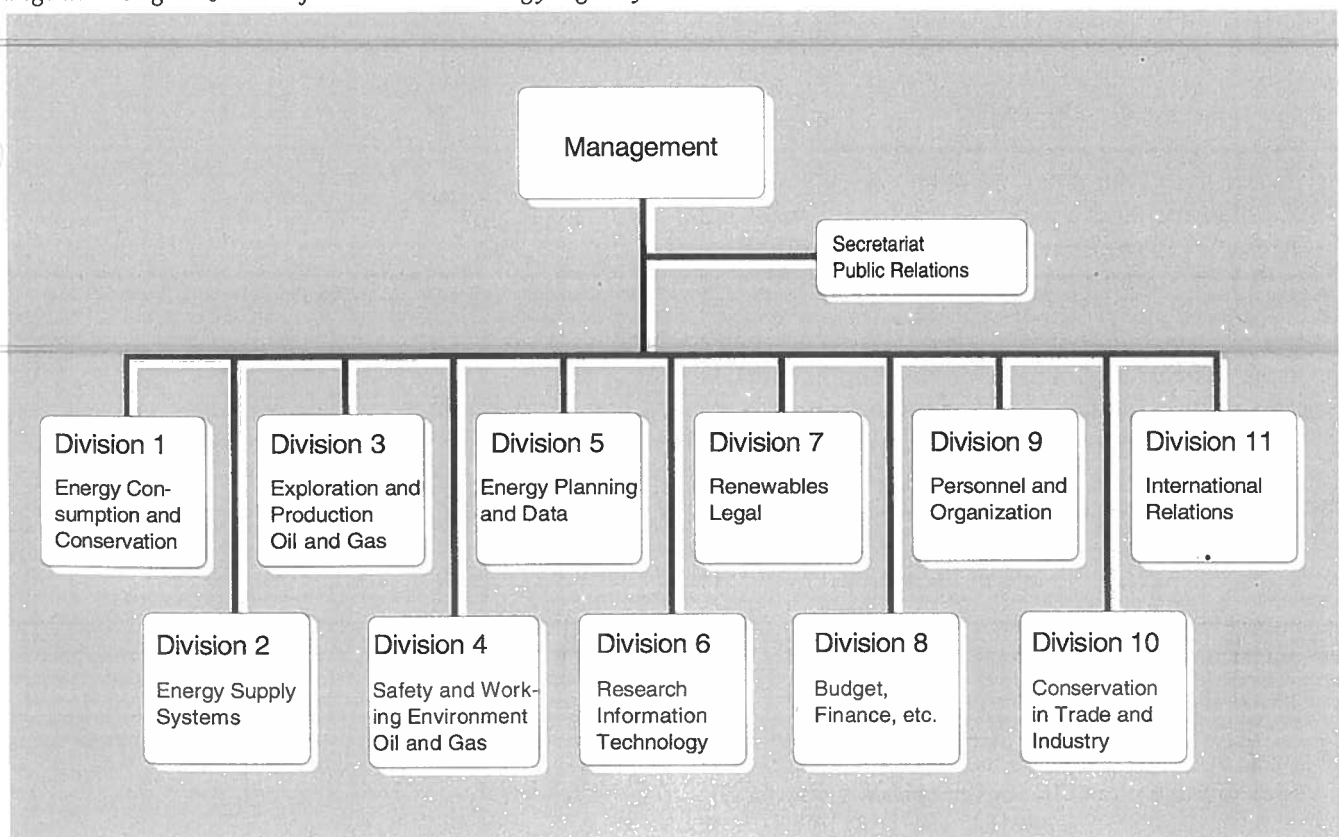 Management
Secretariat
Public Relations
Division 1
Energy Con-
sumption and
Conservation
Division 2
Energy Supply
Systems
Division 3
Exploration and
Production
Oil and Gas
Division 4
Safety and Work-
ing Environment
Oil and Gas
Division 5
Energy Planning
and Data
Division 6
Research
Information
Technology
Division 7
Renewables
Legal
Division 8
Budget,
Finance, etc.
Division 9
Personnel and
Organization
Division 10
Conservation
in Trade and
Industry
Division 11
International
Relations